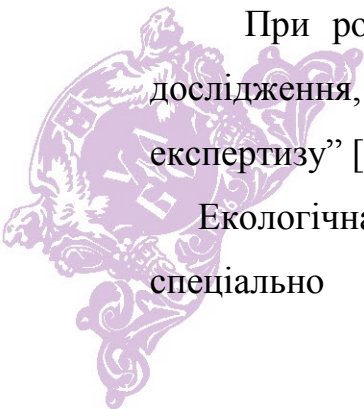 При ро
дослідження,
експертизу” [
Екологічна
спеціально